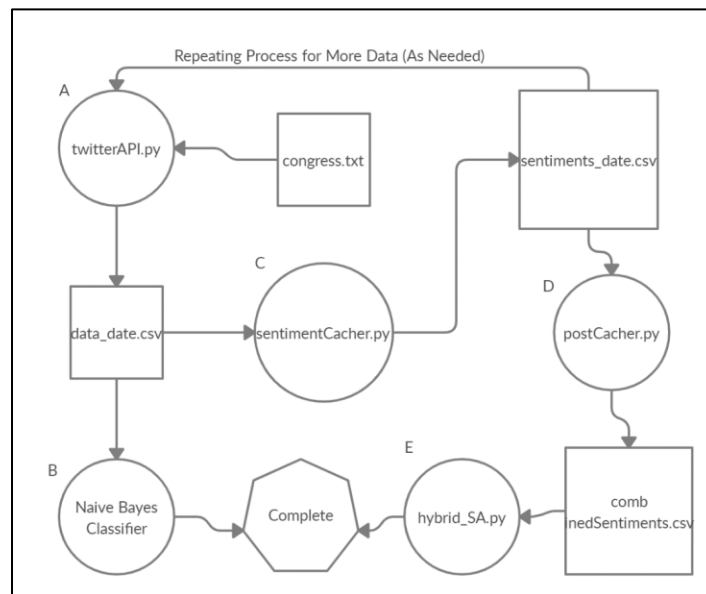 Repeating Process for More Data (As Needed)
A
twitterAPI.py
congress.txt
sentiments_date.csv
C
D
data_date.csv
sentimentCacher.py
postCacher.py
B
E
Naive Bayes
Classifier
Complete
hybrid_SA.py
comb
inedSentiments.csv